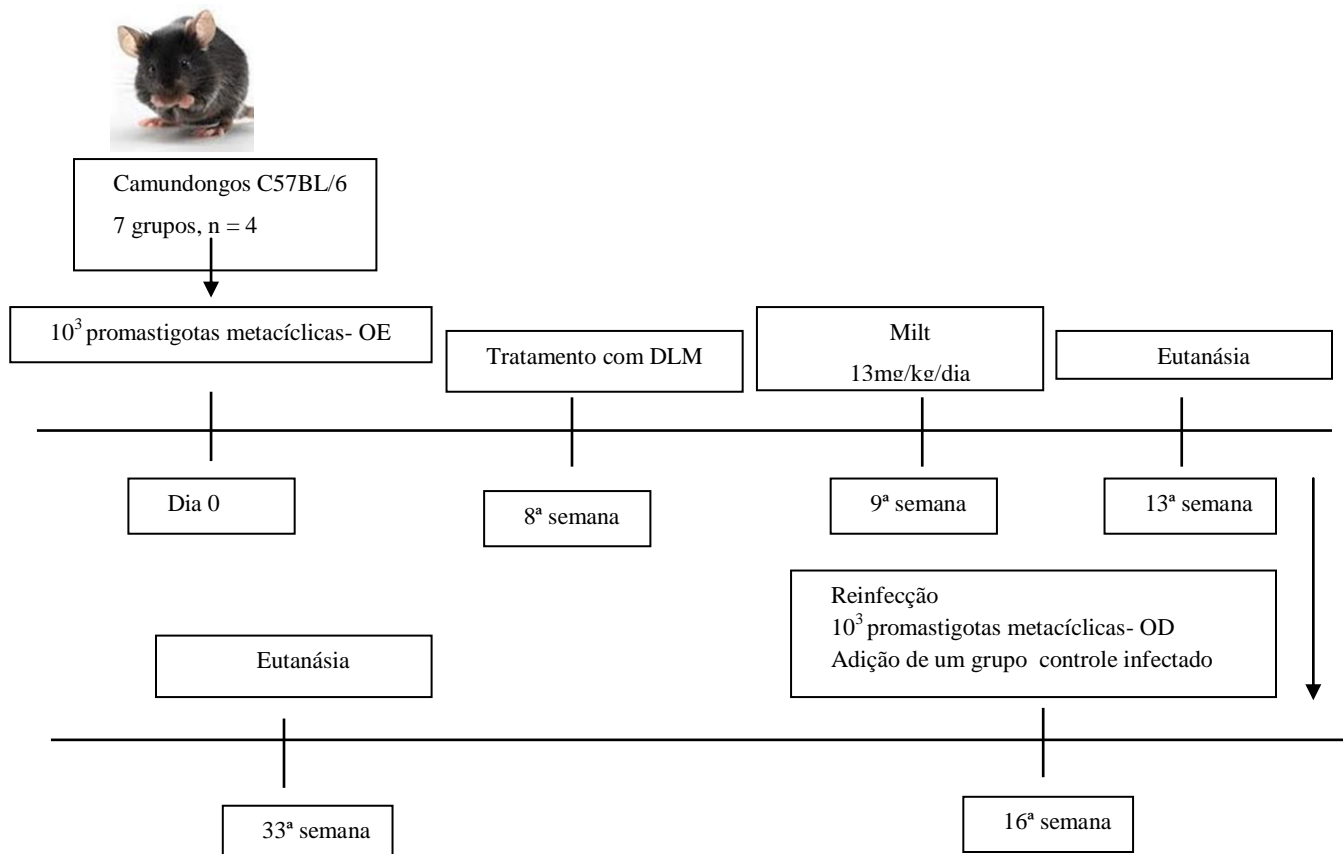 Camundongos C57BL/6
7 grupos, n = 4
10³ promastigotas metacíclicas- OE
Tratamento com DLM
Milt
13mg/kg/dia
Eutanásia
Dia 0
8ª semana
9ª semana
13ª semana
Reinfecção
10³ promastigotas metacíclicas- OD
Adição de um grupo controle infectado
Eutanásia
33ª semana
16ª semana